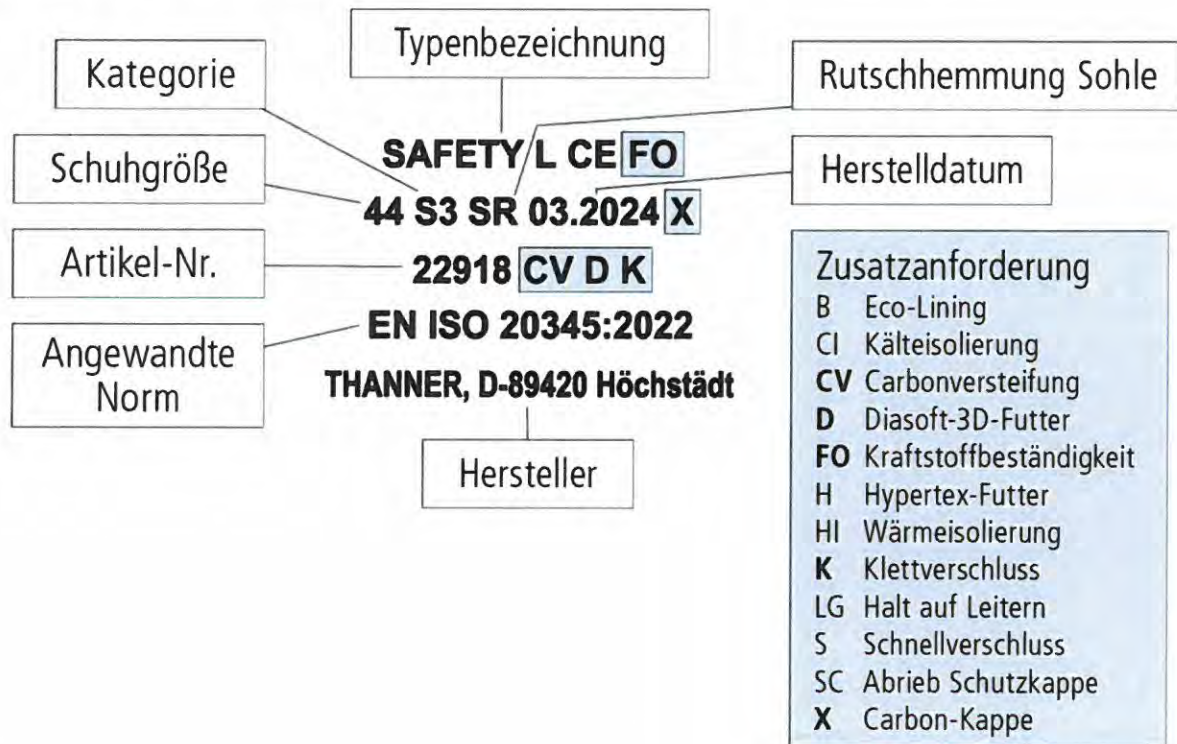 Typenbezeichnung
Kategorie
Rutschhemmung Sohle
Schuhgröße
Herstelldatum
Artikel-Nr.
Angewandte
Norm
SAFETY L CE FO
44 S3 SR 03.2024 X
22918 CV D K
EN ISO 20345:2022
THANNER, D-89420 Höchstädt
Hersteller
Zusatzanforderung
B Eco-Lining
CI Kälteisolierung
CV Carbonversteifung
D Diasoft-3D-Futter
FO Kraftstoffbeständigkeit
H Hypertex-Futter
HI Wärmeisolierung
K Klettverschluss
LG Halt auf Leitern
S Schnellverschluss
SC Abrieb Schutzkappe
X Carbon-Kappe